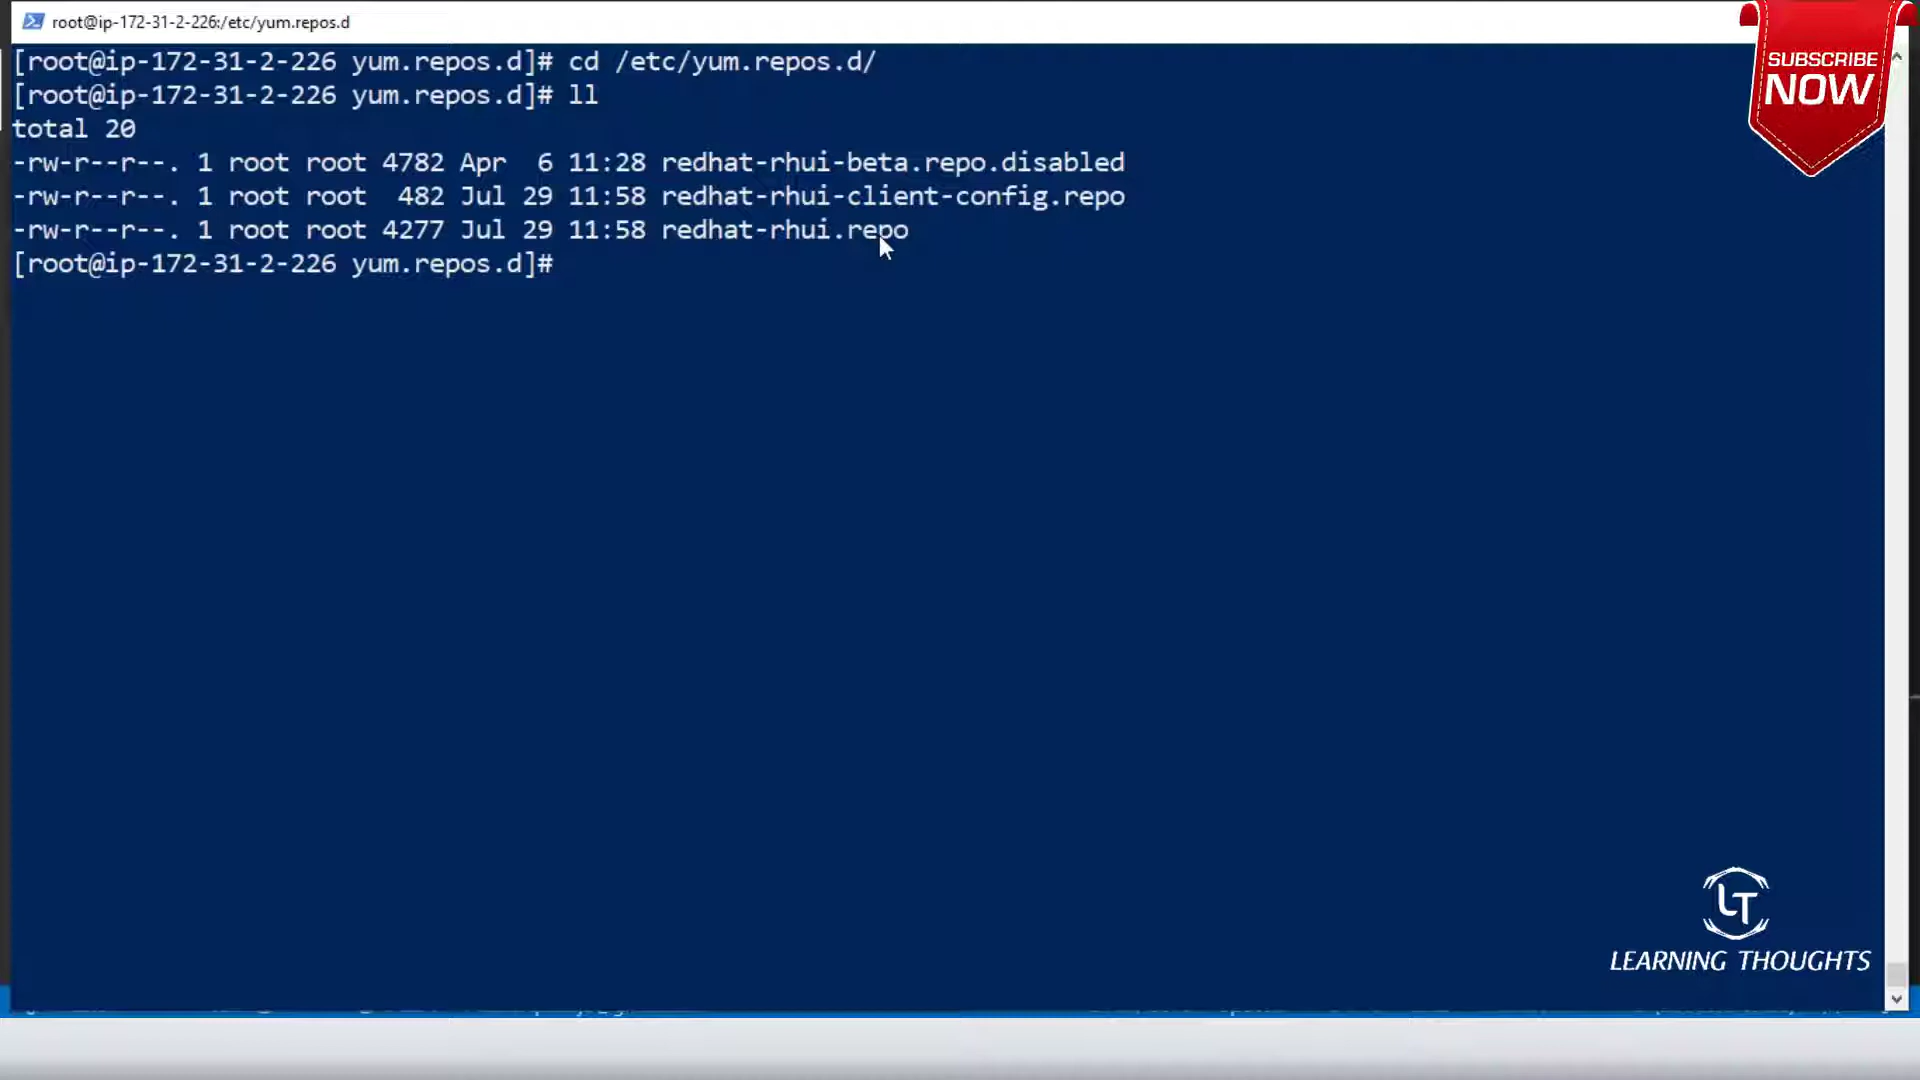 root@ip-172-31-2-226:/etc/yum.repos.d
[root@ip-172-31-2-226 yum.repos.d]# cd /etc/yum.repos.d/
[root@ip-172-31-2-226 yum.repos.d]# ll
total 20
-rw-r--r--. 1 root root 4782 Apr  6 11:28 redhat-rhui-beta.repo.disabled
-rw-r--r--. 1 root root  482 Jul 29 11:58 redhat-rhui-client-config.repo
-rw-r--r--. 1 root root 4277 Jul 29 11:58 redhat-rhui.repo
[root@ip-172-31-2-226 yum.repos.d]#
SUBSCRIBE
NOW
LT
LEARNING THOUGHTS